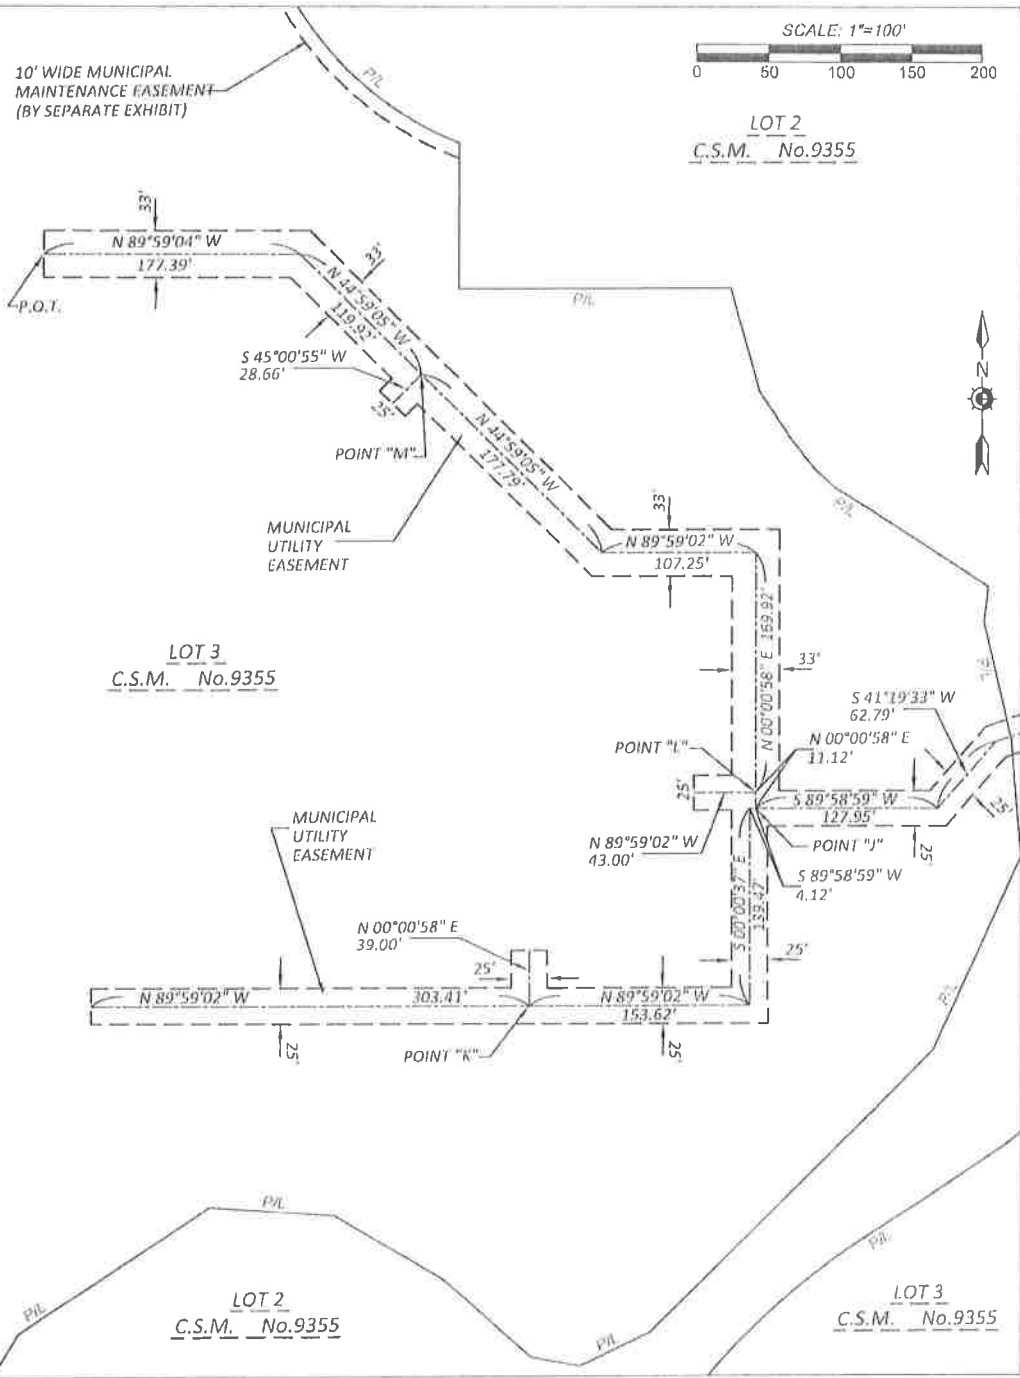 SCALE: 1"=100'
0 50 100 150 200
10' WIDE MUNICIPAL
MAINTENANCE EASEMENT
(BY SEPARATE EXHIBIT)
P/L
LOT 2
C.S.M. No.9355
33'
N 89°59'04" W
177.39'
P.O.T.
33'
N 44°59'05" W
119.92'
S 45°00'55" W
28.66'
25'
POINT "M"
P/L
N
N 44°59'05" W
177.79'
MUNICIPAL
UTILITY
EASEMENT
33'
N 89°59'02" W
107.25'
P/L
LOT 3
C.S.M. No.9355
N 00°00'58" E 169.92'
33'
P/L
S 41°19'33" W
62.79'
POINT "L"
N 00°00'58" E
11.12'
25'
S 89°58'59" W
127.95'
25'
MUNICIPAL
UTILITY
EASEMENT
N 89°59'02" W
43.00'
POINT "J"
25'
S 89°58'59" W
4.12'
S 00°00'37" E
139.47'
N 00°00'58" E
39.00'
25'
25'
N 89°59'02" W
303.41'
N 89°59'02" W
153.62'
25'
POINT "K"
25'
P/L
P/L
P/L
P/L
LOT 2
C.S.M. No.9355
P/L
LOT 3
C.S.M. No.9355